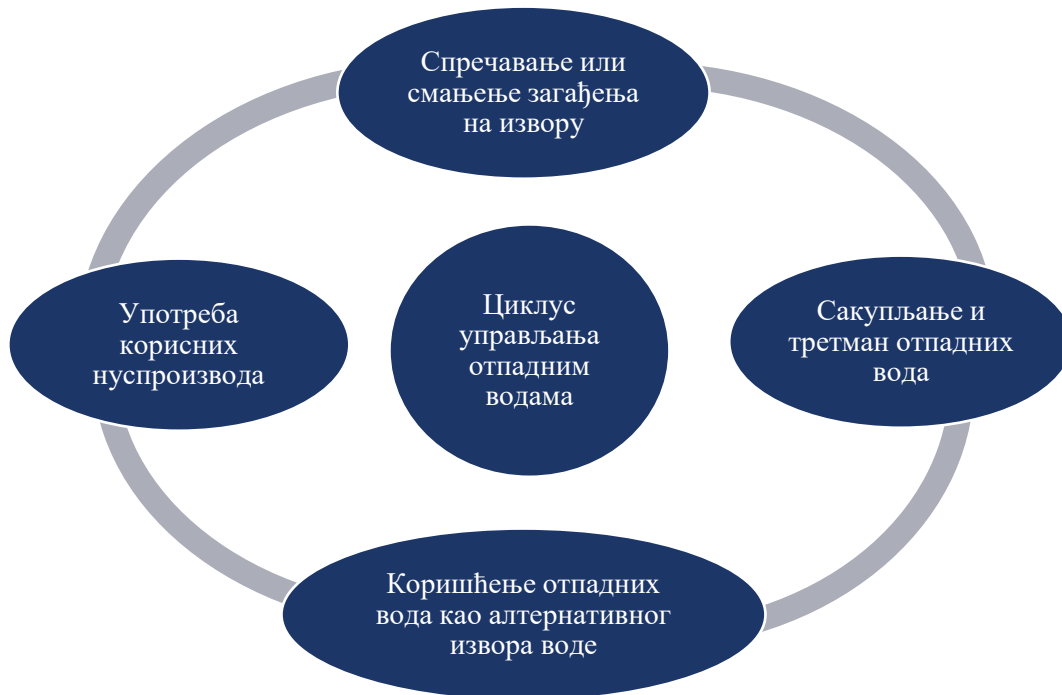 Спречавање или
смањење загађења
на извору
Употреба
корисних
нуспроизвода
Циклус
управљања
отпадним
водама
Сакупљање и
третман отпадних
вода
Коришћење отпадних
вода као алтернативног
извора воде